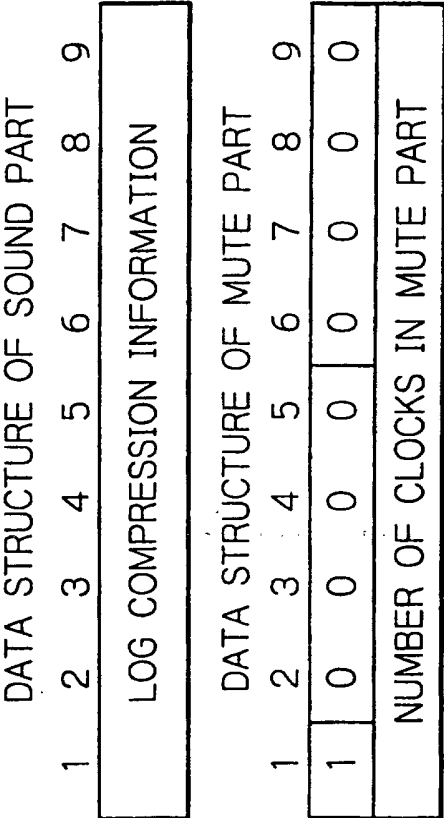 DATA STRUCTURE OF SOUND PART
1 2 3 4 5 6 7 8 9
LOG COMPRESSION INFORMATION
DATA STRUCTURE OF MUTE PART
1 2 3 4 5 6 7 8 9
1 0 0 0 0 0 0 0 0
NUMBER OF CLOCKS IN MUTE PART